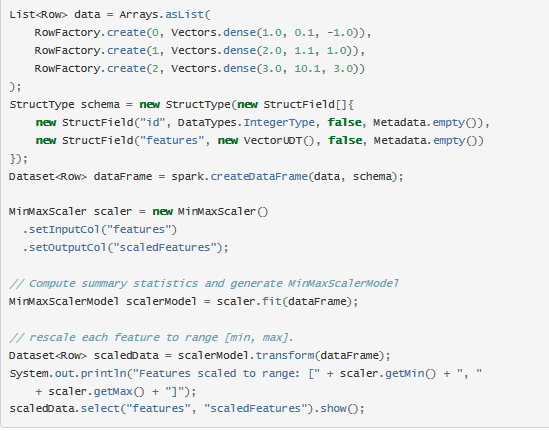 List<Row> data = Arrays.asList(
    RowFactory.create(0, Vectors.dense(1.0, 0.1, -1.0)),
    RowFactory.create(1, Vectors.dense(2.0, 1.1, 1.0)),
    RowFactory.create(2, Vectors.dense(3.0, 10.1, 3.0))
);
StructType schema = new StructType(new StructField[]{
    new StructField("id", DataTypes.IntegerType, false, Metadata.empty()),
    new StructField("features", new VectorUDT(), false, Metadata.empty())
});
Dataset<Row> dataFrame = spark.createDataFrame(data, schema);

MinMaxScaler scaler = new MinMaxScaler()
  .setInputCol("features")
  .setOutputCol("scaledFeatures");

// Compute summary statistics and generate MinMaxScalerModel
MinMaxScalerModel scalerModel = scaler.fit(dataFrame);

// rescale each feature to range [min, max].
Dataset<Row> scaledData = scalerModel.transform(dataFrame);
System.out.println("Features scaled to range: [" + scaler.getMin() + ", "
    + scaler.getMax() + "]");
scaledData.select("features", "scaledFeatures").show();